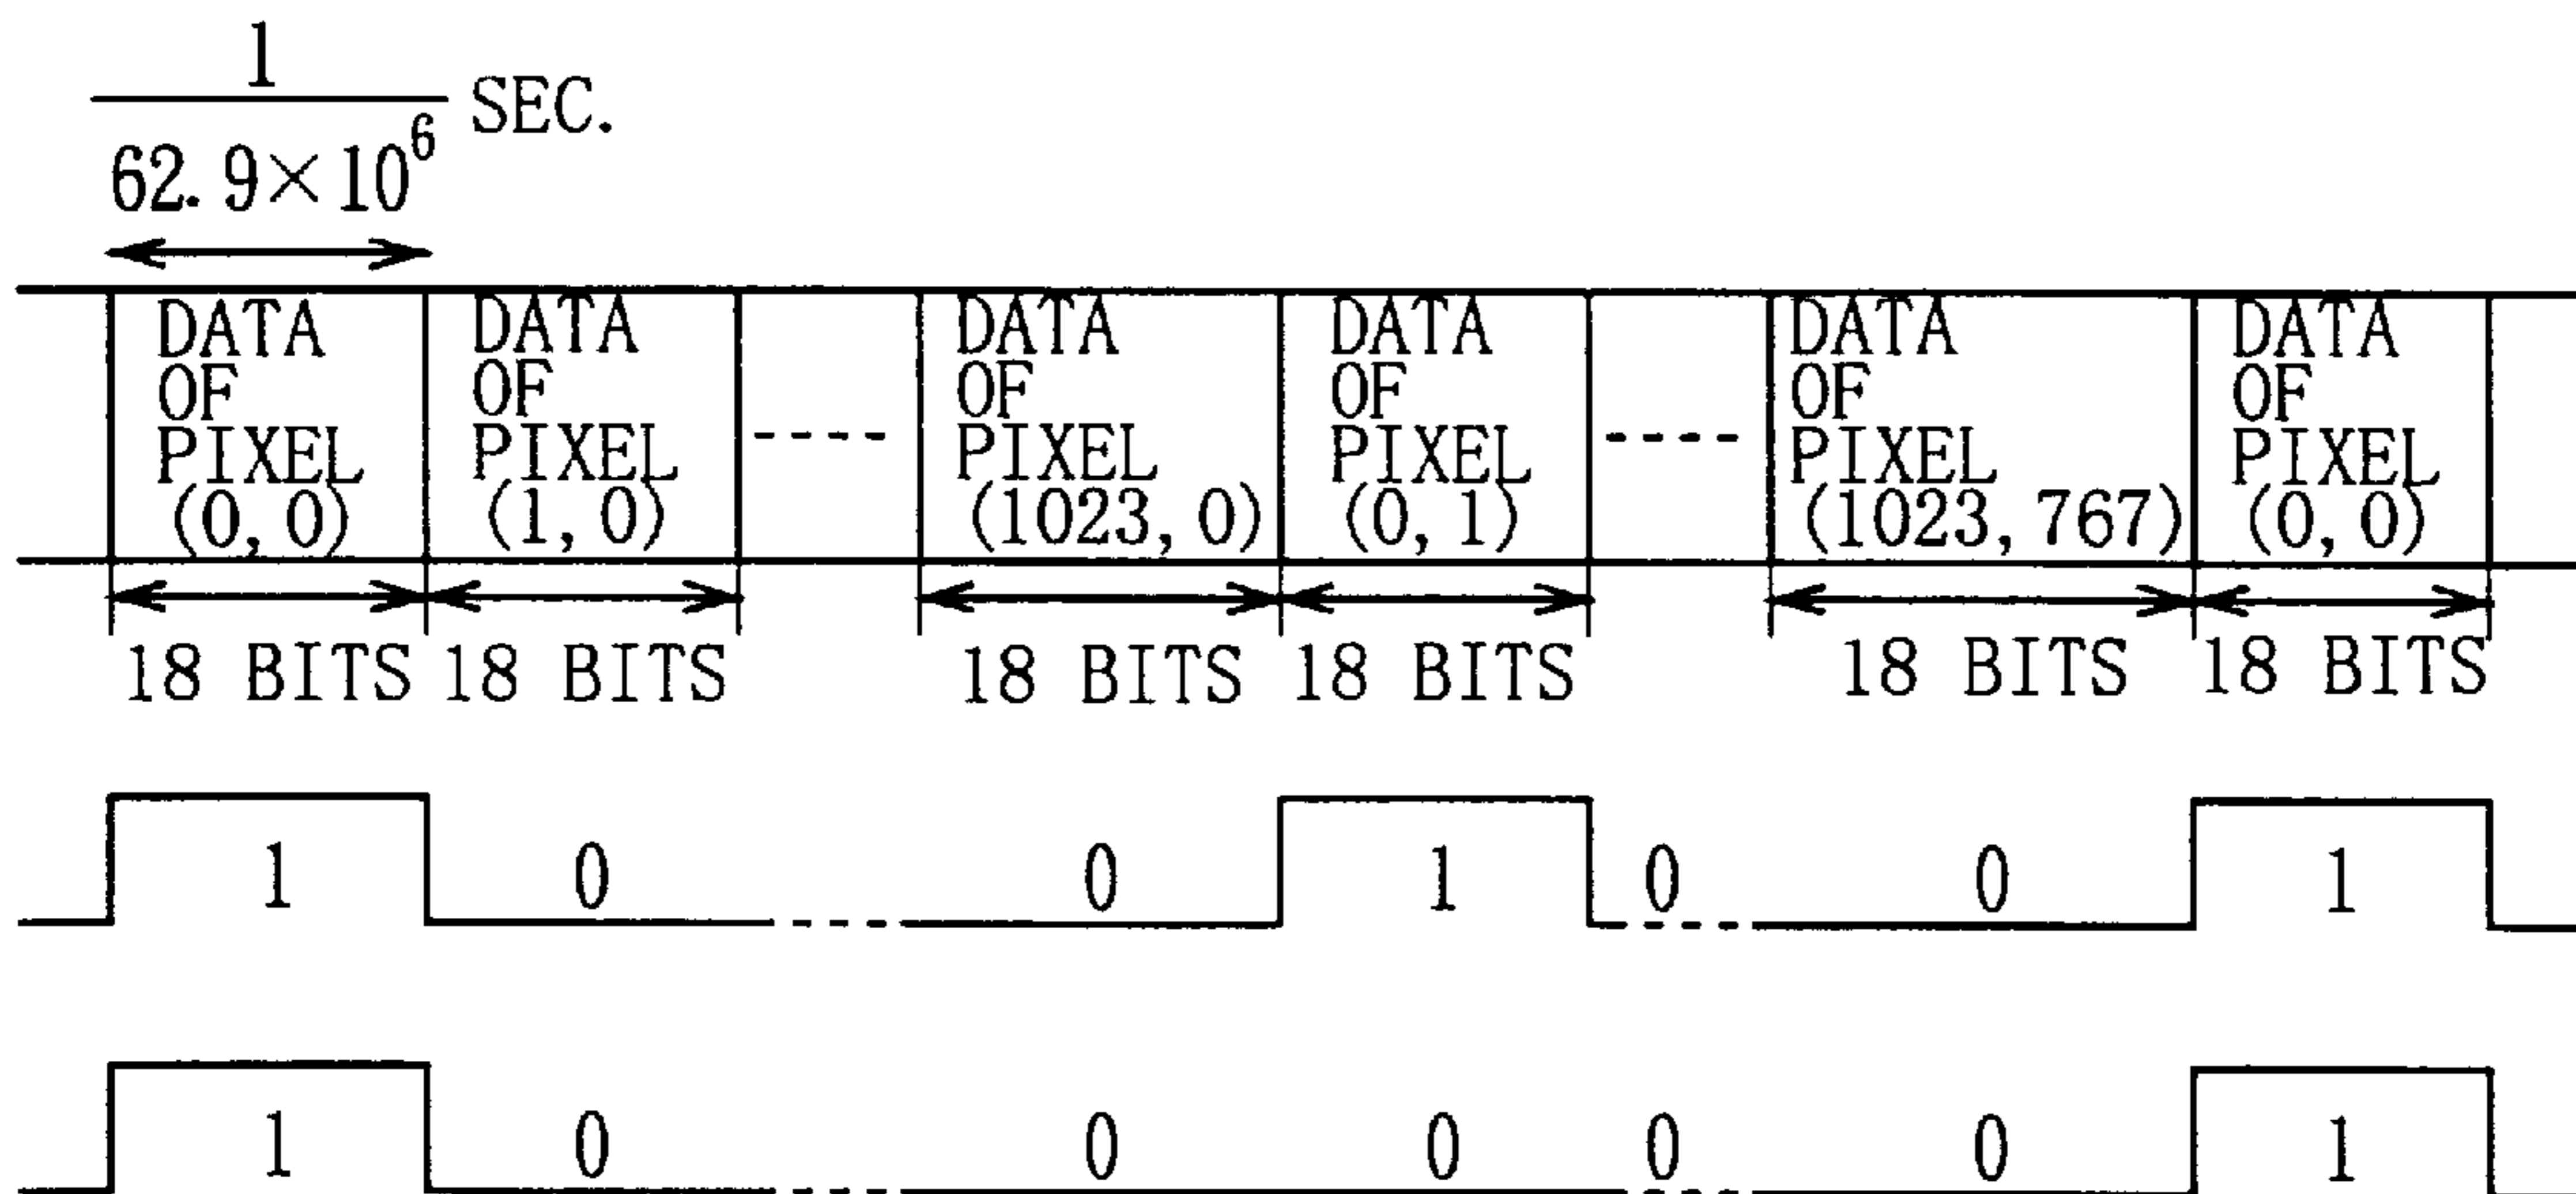 1
62.9×10⁶ SEC.
DATA OF PIXEL (0,0)
DATA OF PIXEL (1,0)
DATA OF PIXEL (1023,0)
DATA OF PIXEL (0,1)
DATA OF PIXEL (1023,767)
DATA OF PIXEL (0,0)
18 BITS 18 BITS 18 BITS 18 BITS 18 BITS 18 BITS
1 0 0 1 0 0 1
1 0 0 0 0 0 1